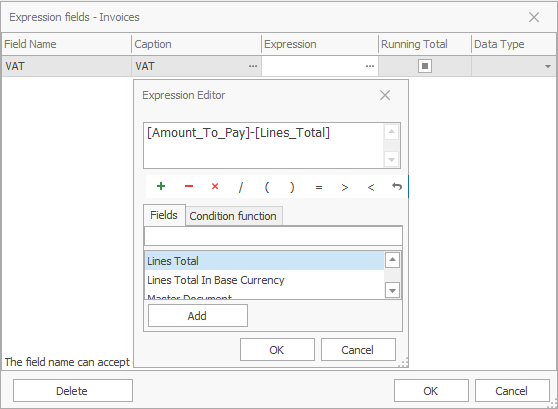 Expression fields - Invoices
Field Name Caption Expression Running Total Data Type
VAT VAT ... ...
Expression Editor
[Amount_To_Pay]-[Lines_Total]
+ − × / ( ) = > <
Fields Condition function
Lines Total
Lines Total In Base Currency
Master Document
Add
OK Cancel
The field name can accept
Delete OK Cancel